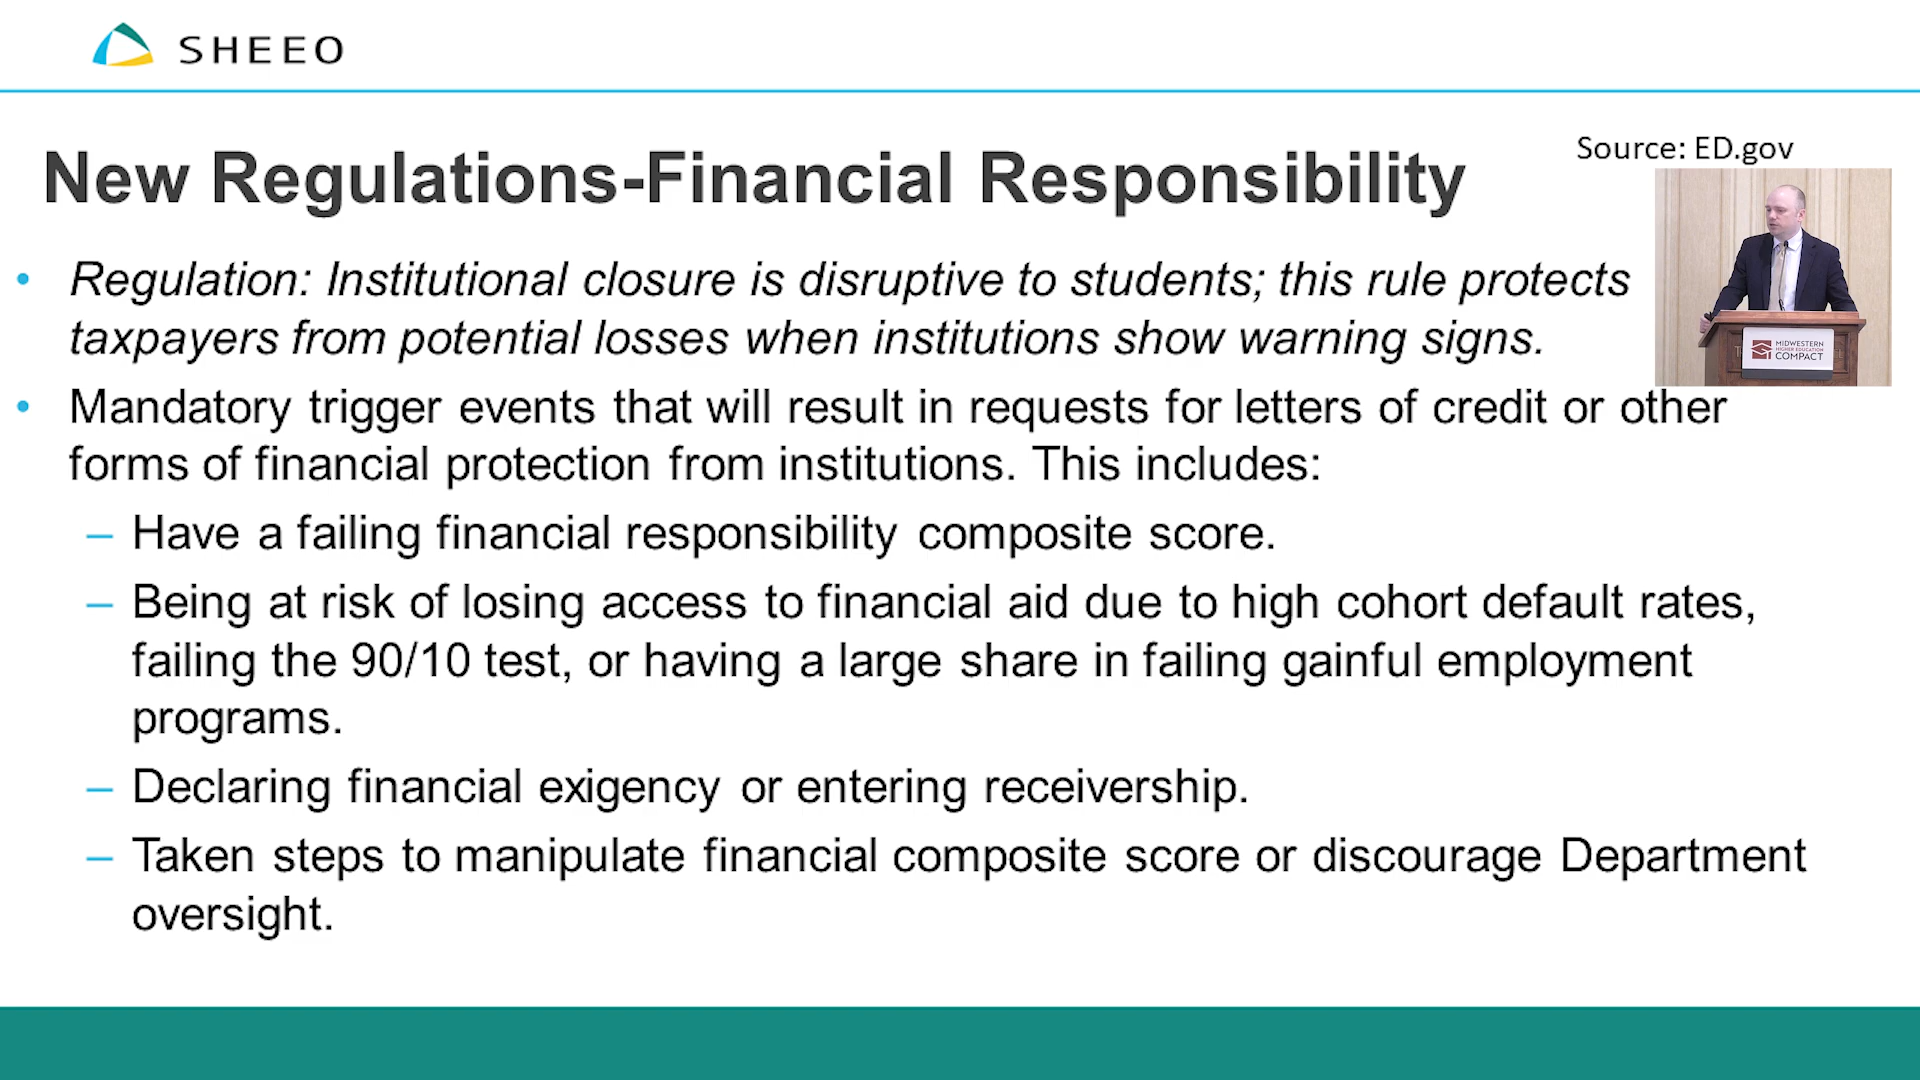 SHEEO
Source: ED.gov
New Regulations-Financial Responsibility
• Regulation: Institutional closure is disruptive to students; this rule protects
taxpayers from potential losses when institutions show warning signs.
MIDWESTERN
HIGHER EDUCATION
COMPACT
• Mandatory trigger events that will result in requests for letters of credit or other
forms of financial protection from institutions. This includes:
– Have a failing financial responsibility composite score.
– Being at risk of losing access to financial aid due to high cohort default rates,
failing the 90/10 test, or having a large share in failing gainful employment
programs.
– Declaring financial exigency or entering receivership.
– Taken steps to manipulate financial composite score or discourage Department
oversight.